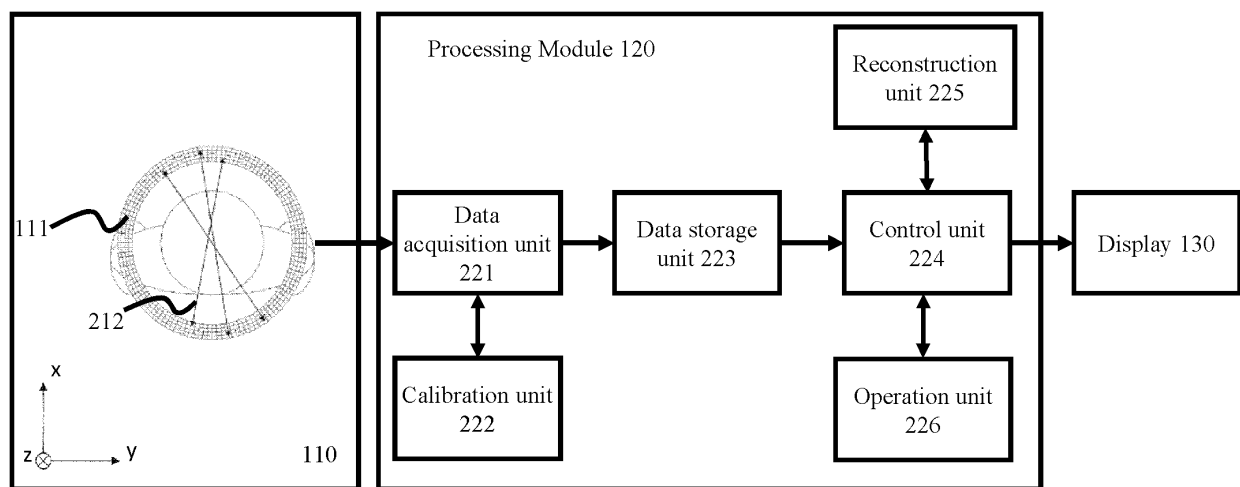 Processing Module 120
Reconstruction
unit 225
111
Data
acquisition unit
221
Data storage
unit 223
Control unit
224
Display 130
212
Calibration unit
222
Operation unit
226
x
z
y
110